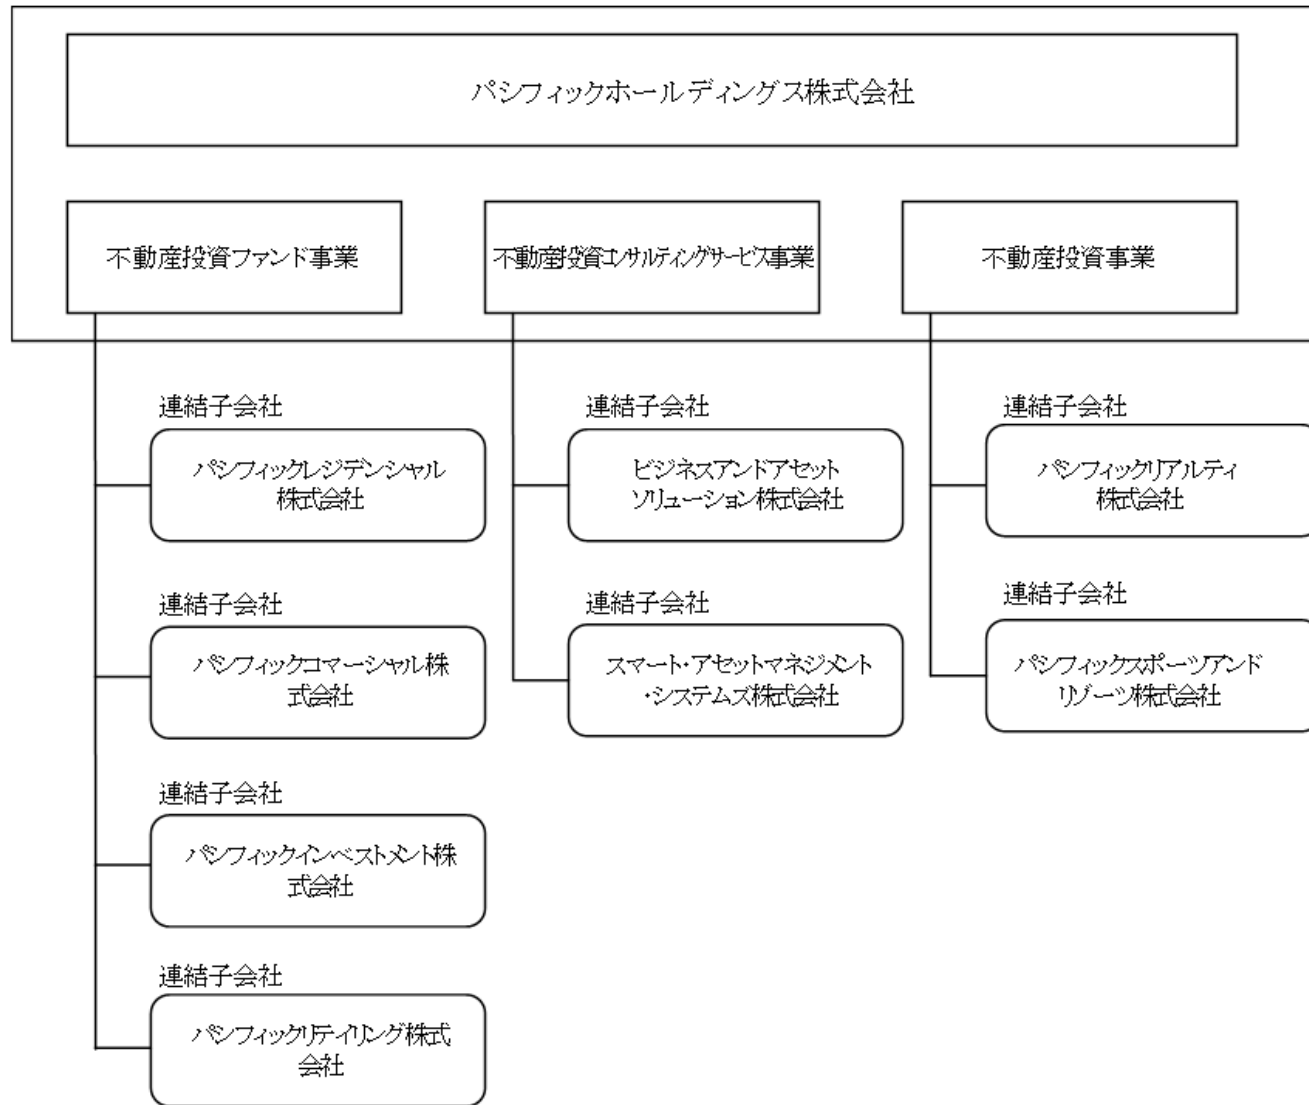 パシフィックホールディングス株式会社
不動産投資ファンド事業
不動産投資コンサルティングサービス事業
不動産投資事業
連結子会社
パシフィックレジデンシャル
株式会社
連結子会社
パシフィックコマーシャル株
式会社
連結子会社
パシフィックインベストメント株
式会社
連結子会社
パシフィックリテイリング株式
会社
連結子会社
ビジネスアンドアセット
ソリューション株式会社
連結子会社
スマート・アセットマネジメント
・システムズ株式会社
連結子会社
パシフィックリアルティ
株式会社
連結子会社
パシフィックスポーツアンド
リゾーツ株式会社